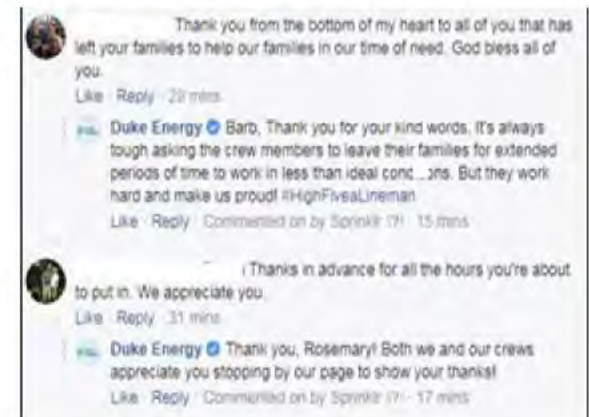 Thank you from the bottom of my heart to all of you that has
left your families to help our families in our time of need. God bless all of
you.
Like · Reply · 29 mins
Duke Energy Barb, Thank you for your kind words. It's always
tough asking the crew members to leave their families for extended
periods of time to work in less than ideal cond...ons. But they work
hard and make us proud! #HighFiveaLineman
Like · Reply · Commented on by Sprinklr [?] · 15 mins
Thanks in advance for all the hours you're about
to put in. We appreciate you.
Like · Reply · 31 mins
Duke Energy Thank you, Rosemary! Both we and our crews
appreciate you stopping by our page to show your thanks!
Like · Reply · Commented on by Sprinklr [?] · 17 mins